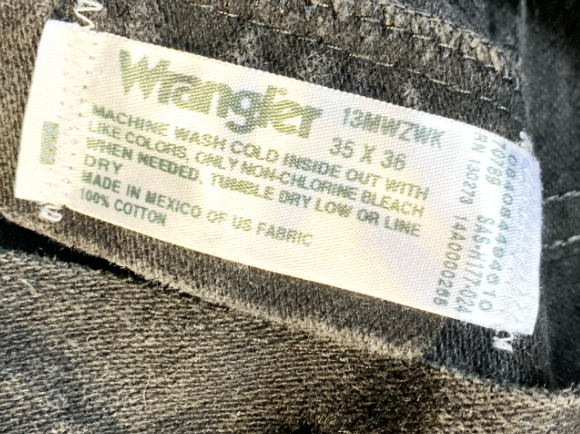 Wrangler 13MWZWK
35 X 36
MACHINE WASH COLD INSIDE OUT WITH
LIKE COLORS, ONLY NON-CHLORINE BLEACH
WHEN NEEDED, TUMBLE DRY LOW OR LINE
DRY
MADE IN MEXICO OF US FABRIC
100% COTTON
RN 130273